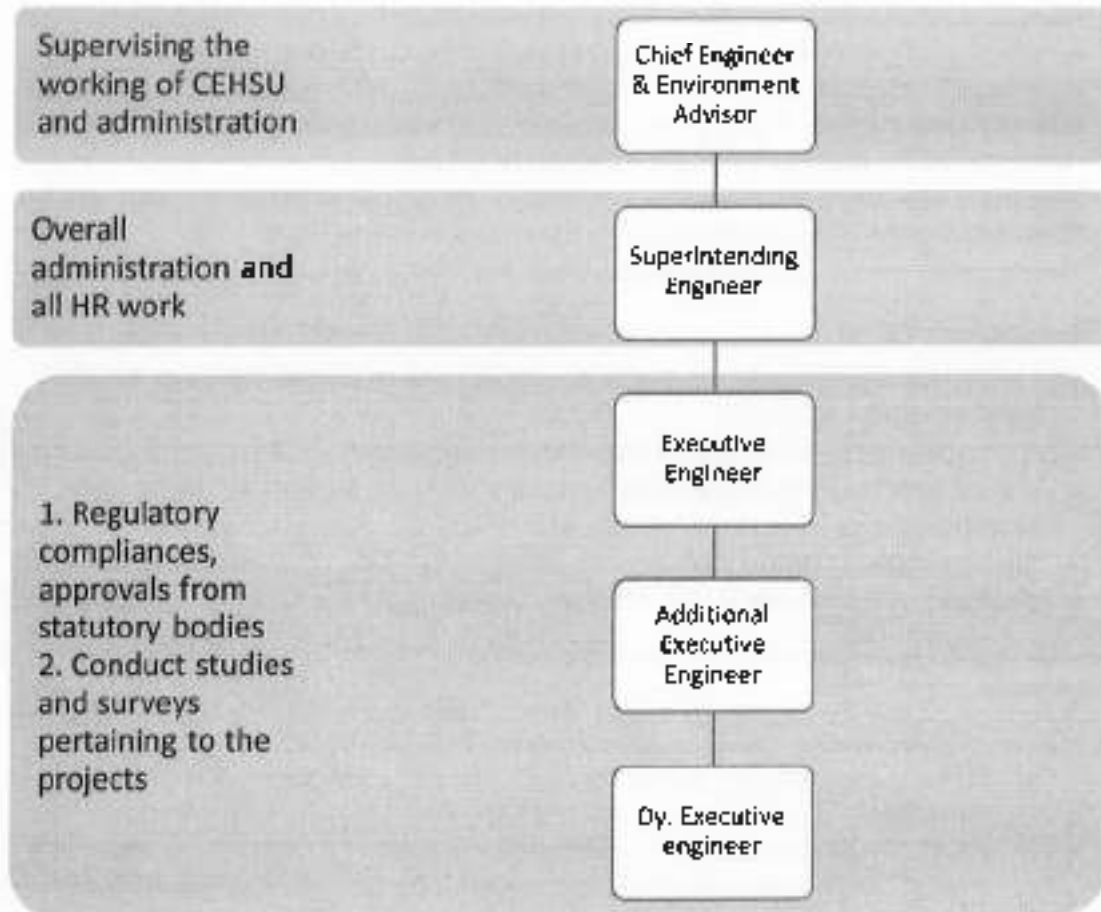 Supervising the
working of CEHSU
and administration
Chief Engineer
& Environment
Advisor
Overall
administration and
all HR work
Superintending
Engineer
1. Regulatory
compliances,
approvals from
statutory bodies
2. Conduct studies
and surveys
pertaining to the
projects
Executive
Engineer
Additional
Executive
Engineer
Dy. Executive
engineer